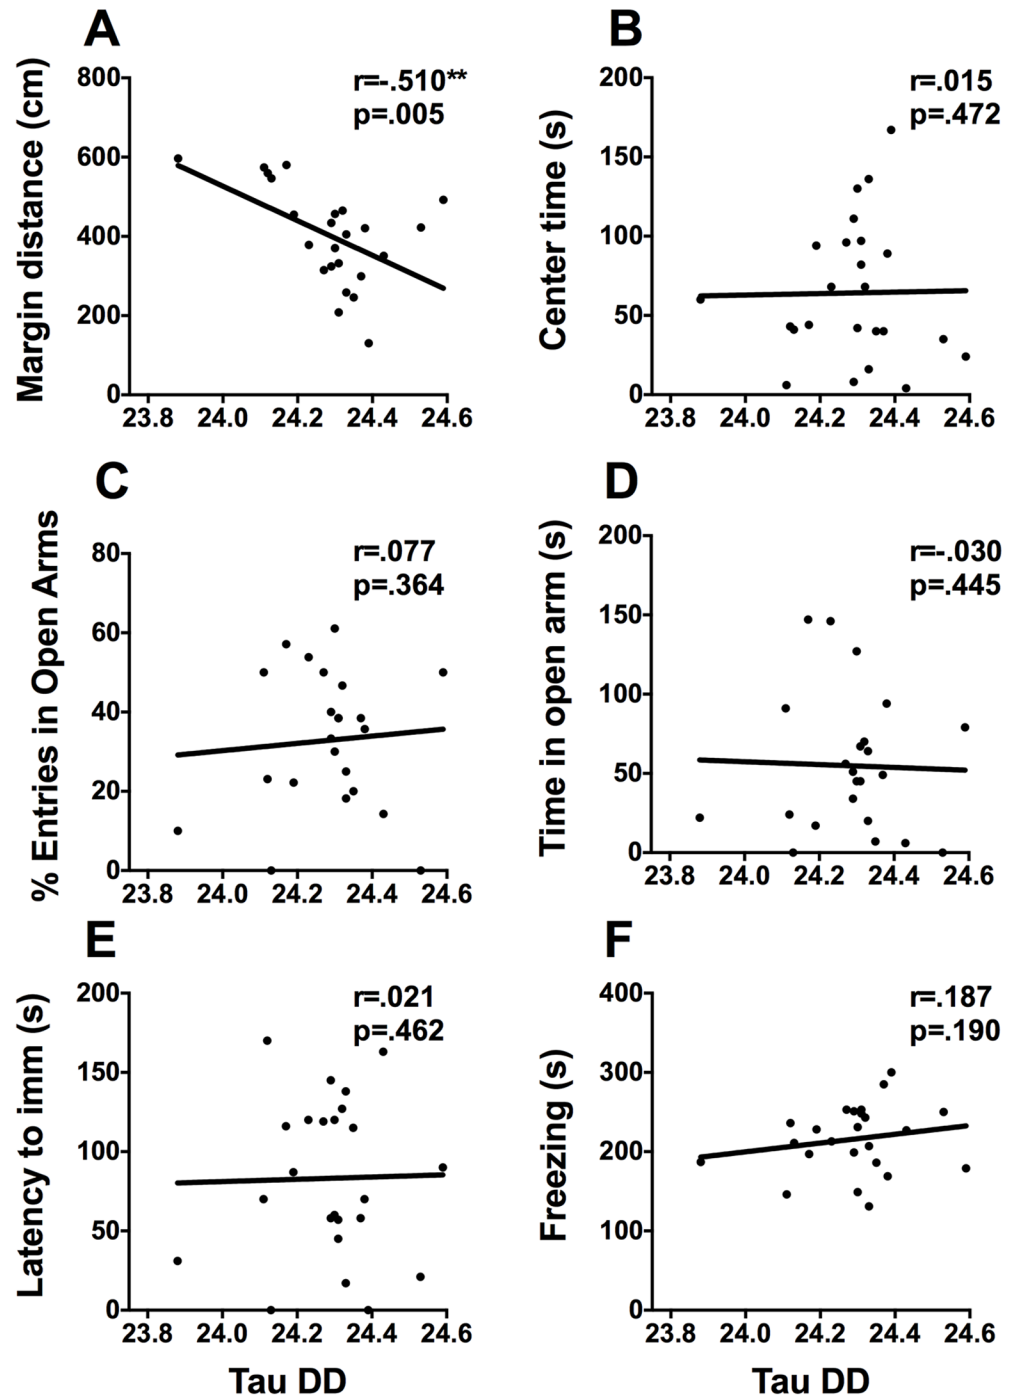 A
r=-.510**
p=.005
Margin distance (cm)
800
600
400
200
0
23.8 24.0 24.2 24.4 24.6
B
r=.015
p=.472
Center time (s)
200
150
100
50
0
23.8 24.0 24.2 24.4 24.6
C
r=.077
p=.364
% Entries in Open Arms
80
60
40
20
0
23.8 24.0 24.2 24.4 24.6
D
r=-.030
p=.445
Time in open arm (s)
200
150
100
50
0
23.8 24.0 24.2 24.4 24.6
E
r=.021
p=.462
Latency to imm (s)
200
150
100
50
0
23.8 24.0 24.2 24.4 24.6
Tau DD
F
r=.187
p=.190
Freezing (s)
400
300
200
100
0
23.8 24.0 24.2 24.4 24.6
Tau DD